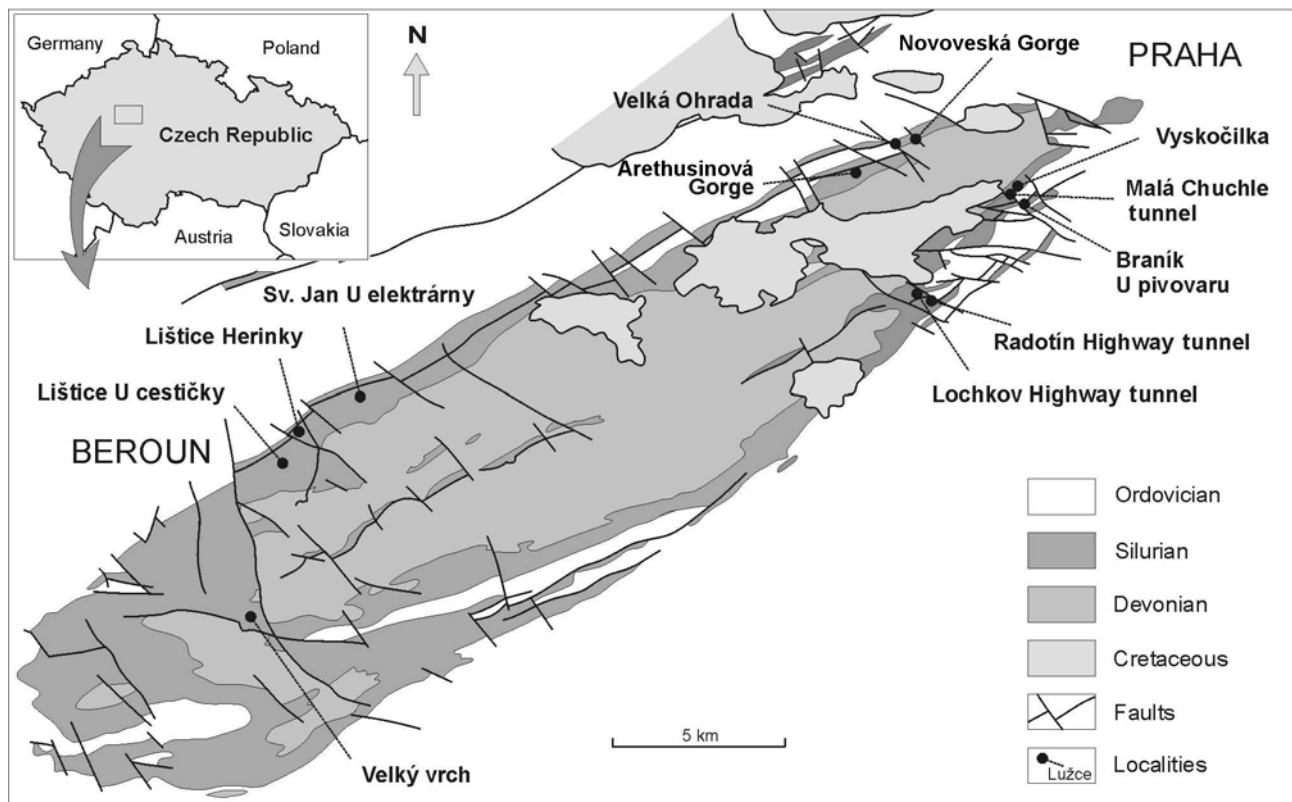 Germany
Poland
Czech Republic
Austria
Slovakia
N
Novoveská Gorge
PRAHA
Velká Ohrada
Vyskočilka
Arethusinová
Gorge
Malá Chuchle
tunnel
Braník
U pivovaru
Sv. Jan U elektrárny
Lištice Herinky
Radotín Highway tunnel
Lištice U cestičky
Lochkov Highway tunnel
BEROUN
Ordovician
Silurian
Devonian
Cretaceous
Faults
5 km
Localities
Lužce
Velký vrch